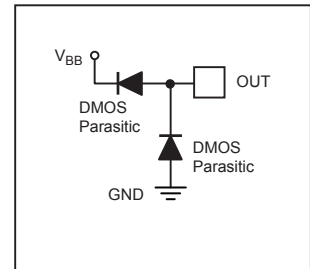 VBB
OUT
DMOS
Parasitic
DMOS
Parasitic
GND